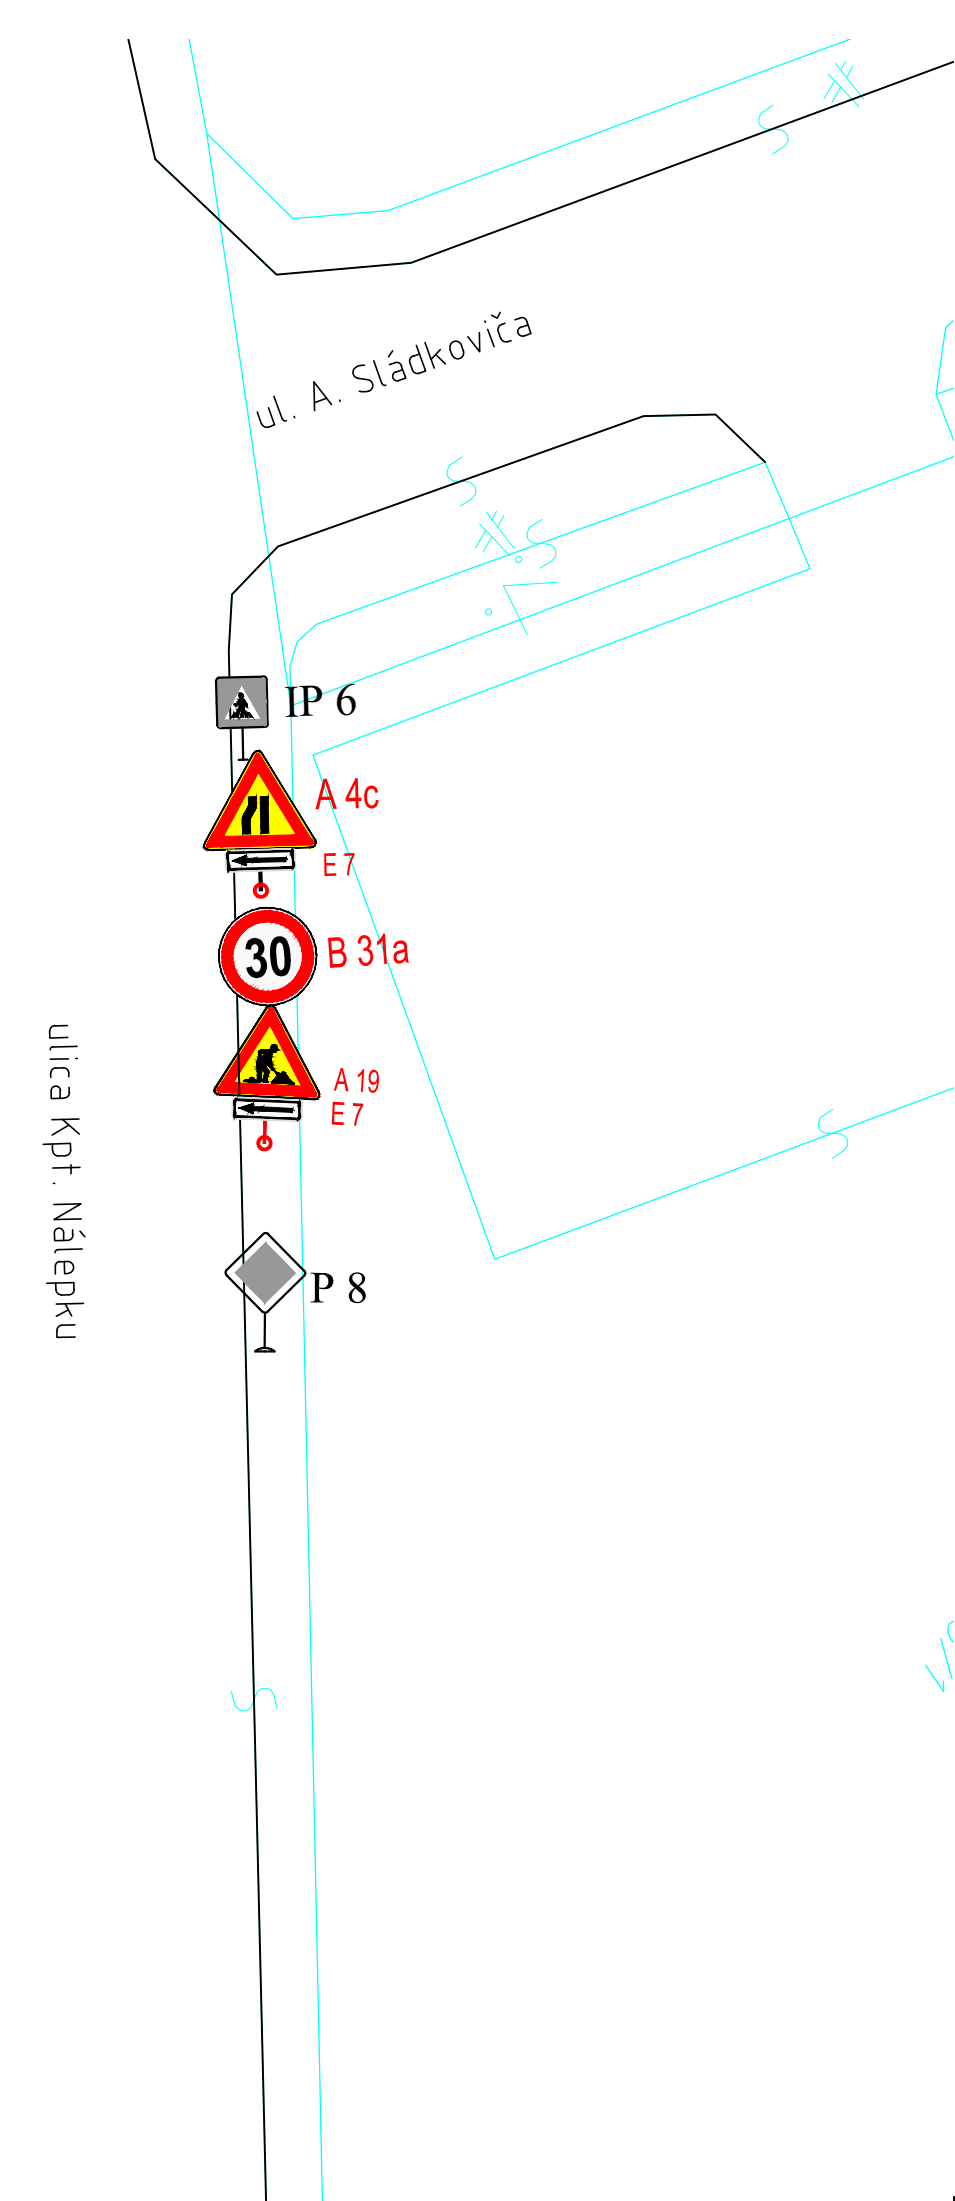 ul. A. Sládkoviča
IP 6
A 4c
E 7
30
B 31a
A 19
E 7
ulica Kpt. Nálepku
P 8